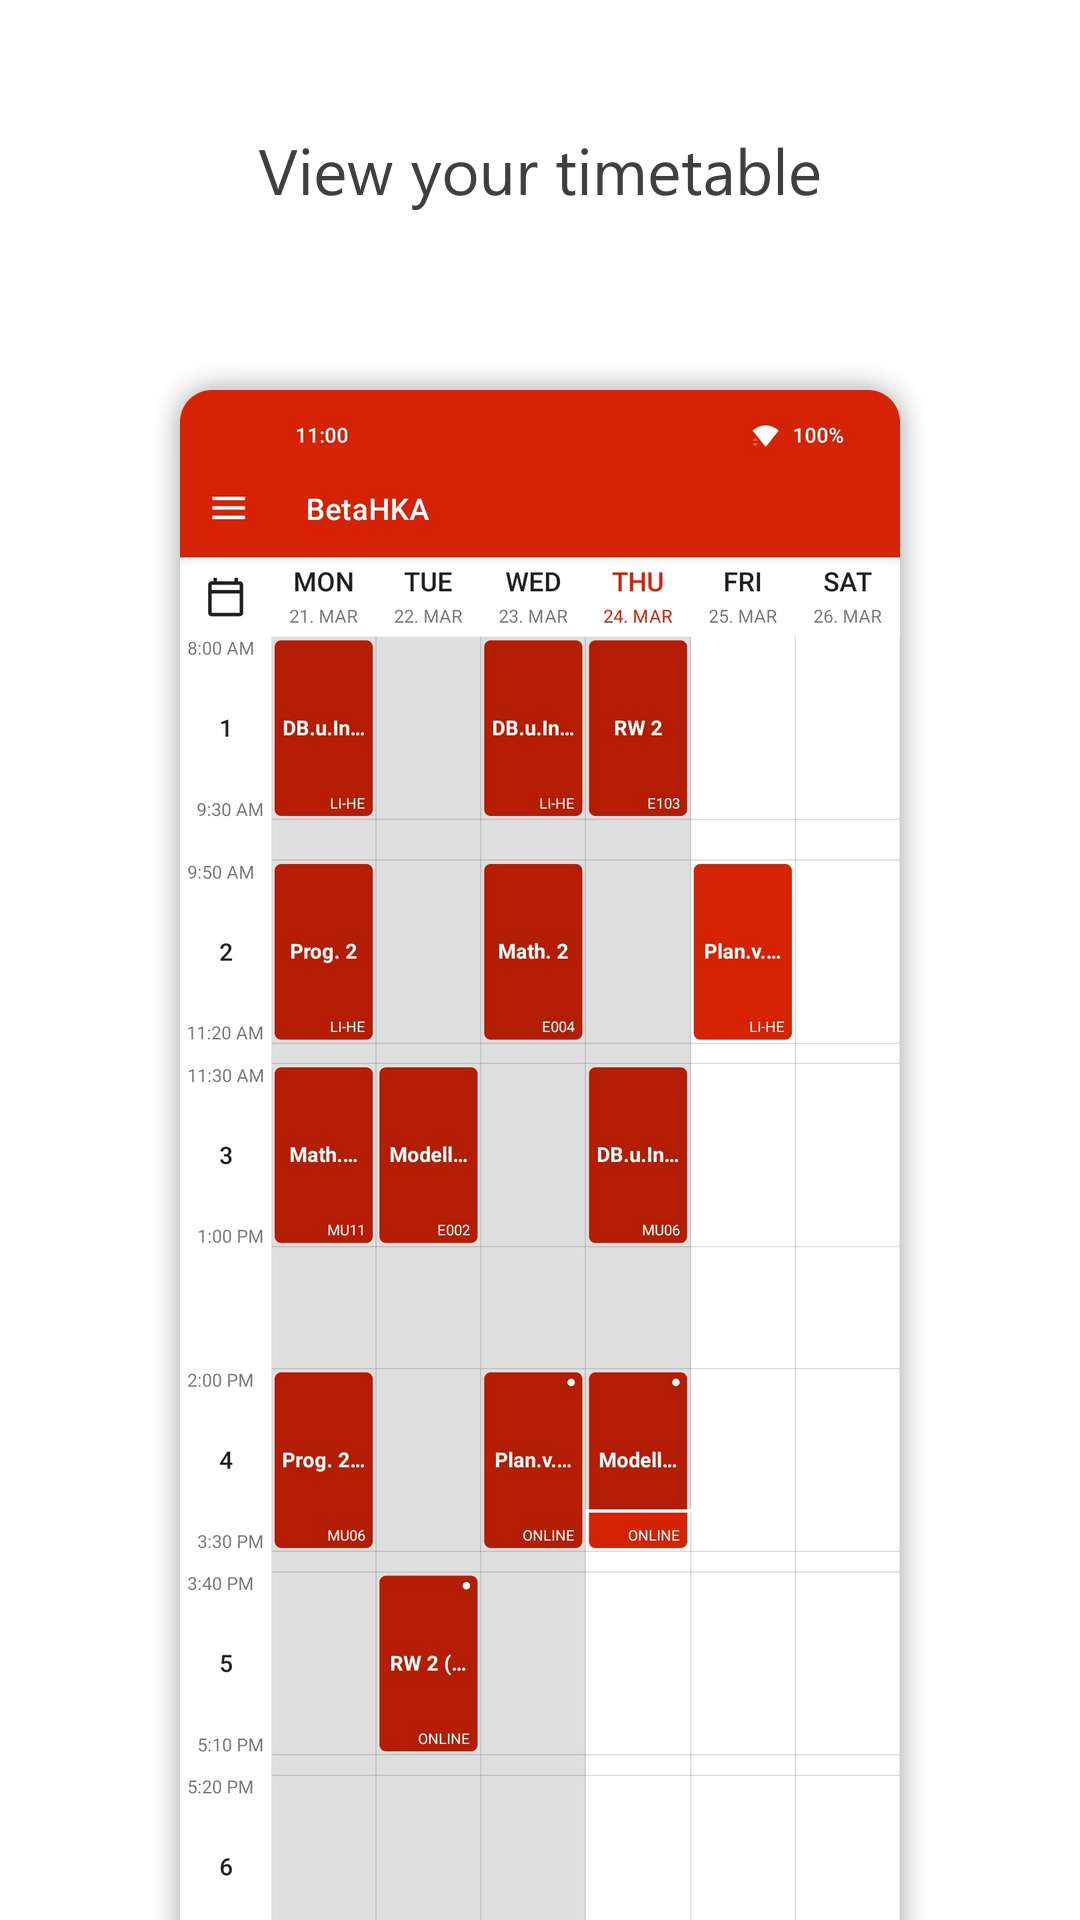 View your timetable
11:00 100%
BetaHKA
MON TUE WED THU FRI SAT
21. MAR 22. MAR 23. MAR 24. MAR 25. MAR 26. MAR
8:00 AM
1 DB.u.In... DB.u.In... RW 2
LI-HE LI-HE E103
9:30 AM
9:50 AM
2 Prog. 2 Math. 2 Plan.v....
LI-HE E004 LI-HE
11:20 AM
11:30 AM
3 Math.... Modell... DB.u.In...
MU11 E002 MU06
1:00 PM
2:00 PM
4 Prog. 2... Plan.v.... Modell...
MU06 ONLINE ONLINE
3:30 PM
3:40 PM
5 RW 2 (...
ONLINE
5:10 PM
5:20 PM
6